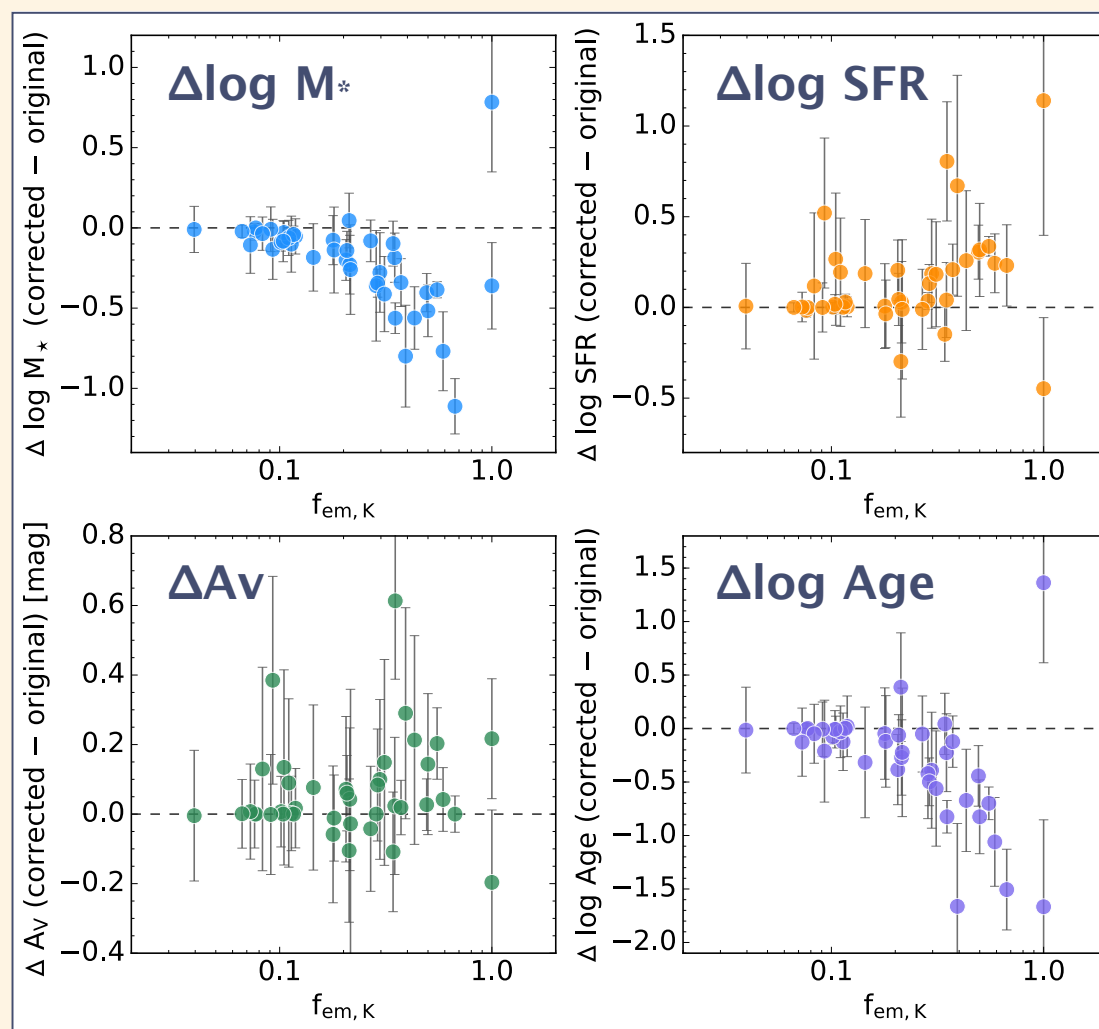 Δlog M*
Δ log M⋆ (corrected − original)
1.0
0.5
0.0
−0.5
−1.0
0.1
1.0
f_em, K
Δlog SFR
Δ log SFR (corrected − original)
1.5
1.0
0.5
0.0
−0.5
0.1
1.0
f_em, K
ΔAv
Δ Av (corrected − original) [mag]
0.8
0.6
0.4
0.2
0.0
−0.2
−0.4
0.1
1.0
f_em, K
Δlog Age
Δ log Age (corrected − original)
1.5
1.0
0.5
0.0
−0.5
−1.0
−1.5
−2.0
0.1
1.0
f_em, K